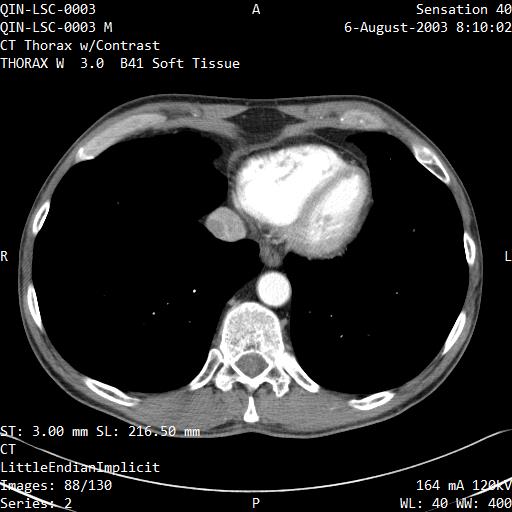 QIN-LSC-0003
A
Sensation 40
QIN-LSC-0003 M
6-August-2003 8:10:02
CT Thorax w/Contrast
THORAX W 3.0 B41 Soft Tissue
R
L
ST: 3.00 mm SL: 216.50 mm
CT
LittleEndianImplicit
Images: 88/130
164 mA 120kV
Series: 2
P
WL: 40 WW: 400